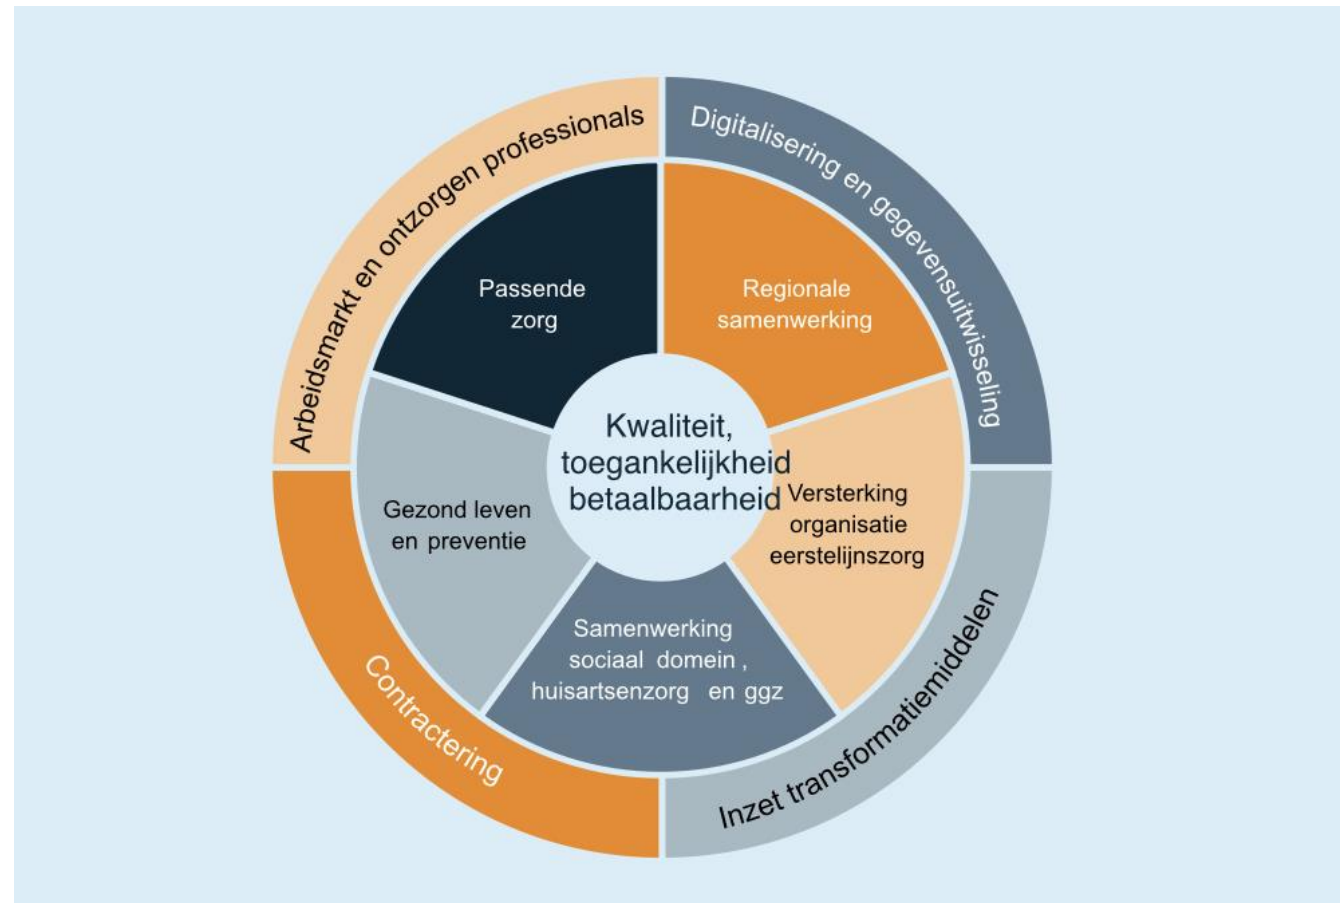 Arbeidsmarkt en ontzorgen professionals
Digitalisering en gegevensuitwisseling
Passende
zorg
Regionale
samenwerking
Kwaliteit,
toegankelijkheid
betaalbaarheid
Versterking
organisatie
eerstelijnszorg
Gezond leven
en preventie
Samenwerking
sociaal domein ,
huisartsenzorg en ggz
Contractering
Inzet transformatiemiddelen